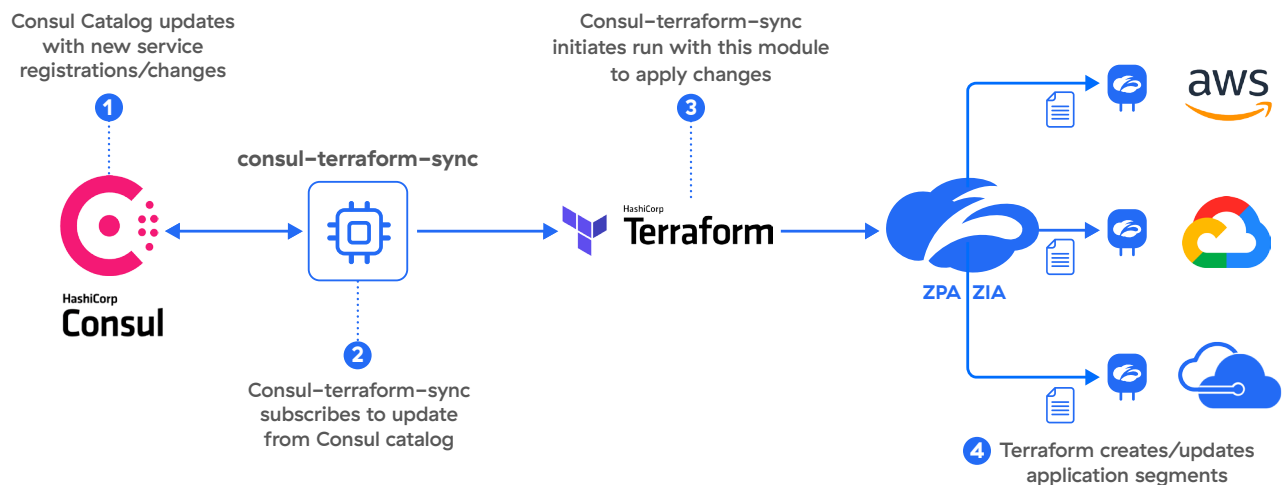 Consul Catalog updates
with new service
registrations/changes
1
HashiCorp
Consul
consul-terraform-sync
2
Consul-terraform-sync
subscribes to update
from Consul catalog
Consul-terraform-sync
initiates run with this module
to apply changes
3
HashiCorp
Terraform
ZPA ZIA
aws
4 Terraform creates/updates
application segments